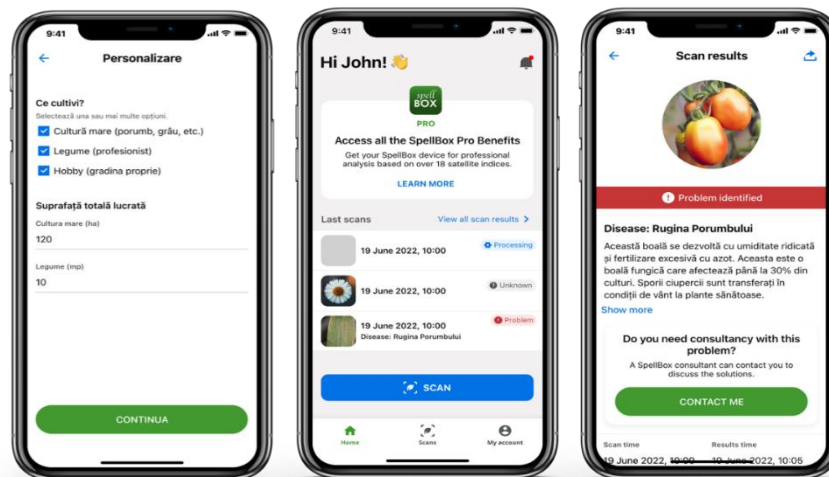 9:41
Personalizare
Ce cultivi?
Selectează una sau mai multe opțiuni.
Cultură mare (porumb, grâu, etc.)
Legume (profesionist)
Hobby (gradina proprie)
Suprafață totală lucrată
Cultura mare (ha)
120
Legume (mp)
10
CONTINUA
9:41
Hi John!
spell
BOX
PRO
Access all the SpellBox Pro Benefits
Get your SpellBox device for professional
analysis based on over 18 satellite indices.
LEARN MORE
Last scans
View all scan results
19 June 2022, 10:00
Processing
19 June 2022, 10:00
Unknown
19 June 2022, 10:00
Problem
Disease: Rugina Porumbului
SCAN
Home
Scans
My account
9:41
Scan results
Problem identified
Disease: Rugina Porumbului
Această boală se dezvoltă cu umiditate ridicată
și fertilizare excesivă cu azot. Aceasta este o
boală fungică care afectează până la 30% din
culturi. Sporii ciupercii sunt transferați în
condiții de vânt la plante sănătoase.
Show more
Do you need consultancy with this
problem?
A SpellBox consultant can contact you to
discuss the solutions.
CONTACT ME
Scan time
Results time
19 June 2022, 10:00
19 June 2022, 10:05